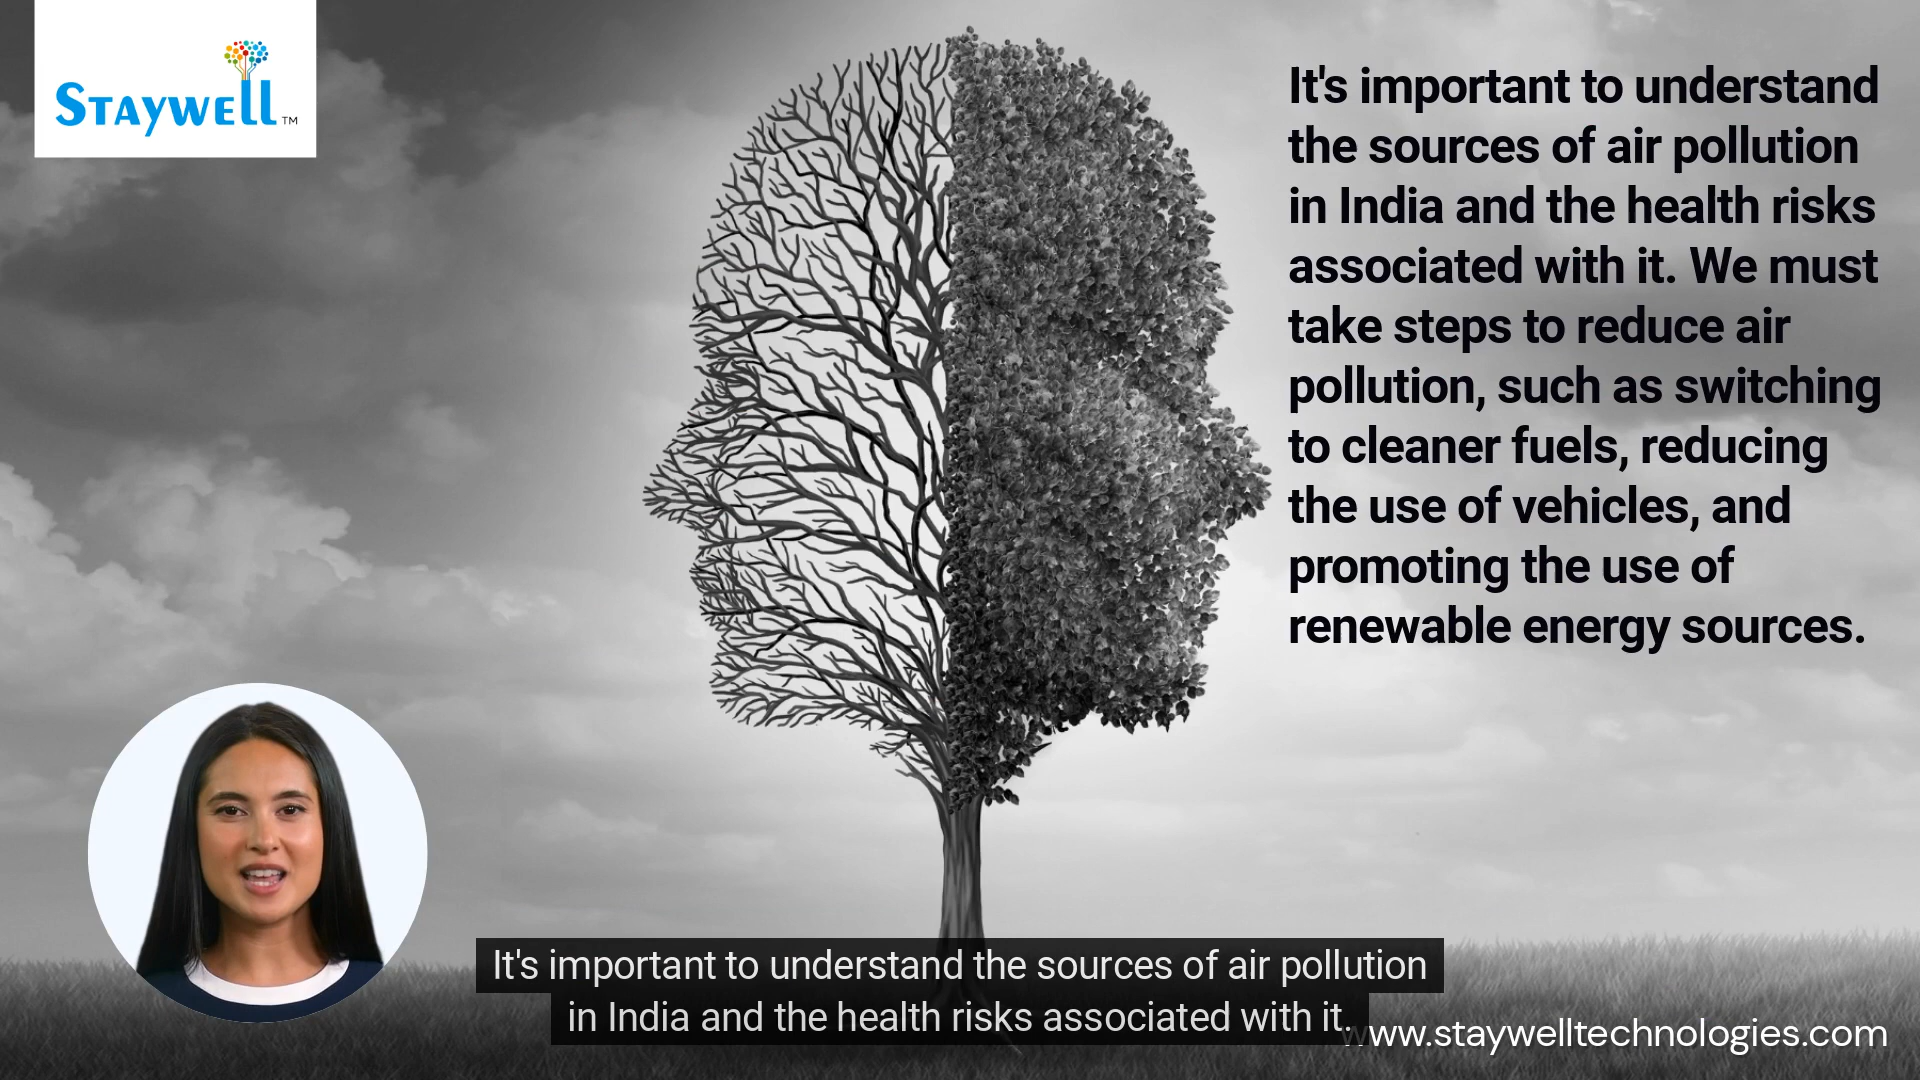 STAYWELL™
It's important to understand
the sources of air pollution
in India and the health risks
associated with it. We must
take steps to reduce air
pollution, such as switching
to cleaner fuels, reducing
the use of vehicles, and
promoting the use of
renewable energy sources.
It's important to understand the sources of air pollution
in India and the health risks associated with it.
www.staywelltechnologies.com